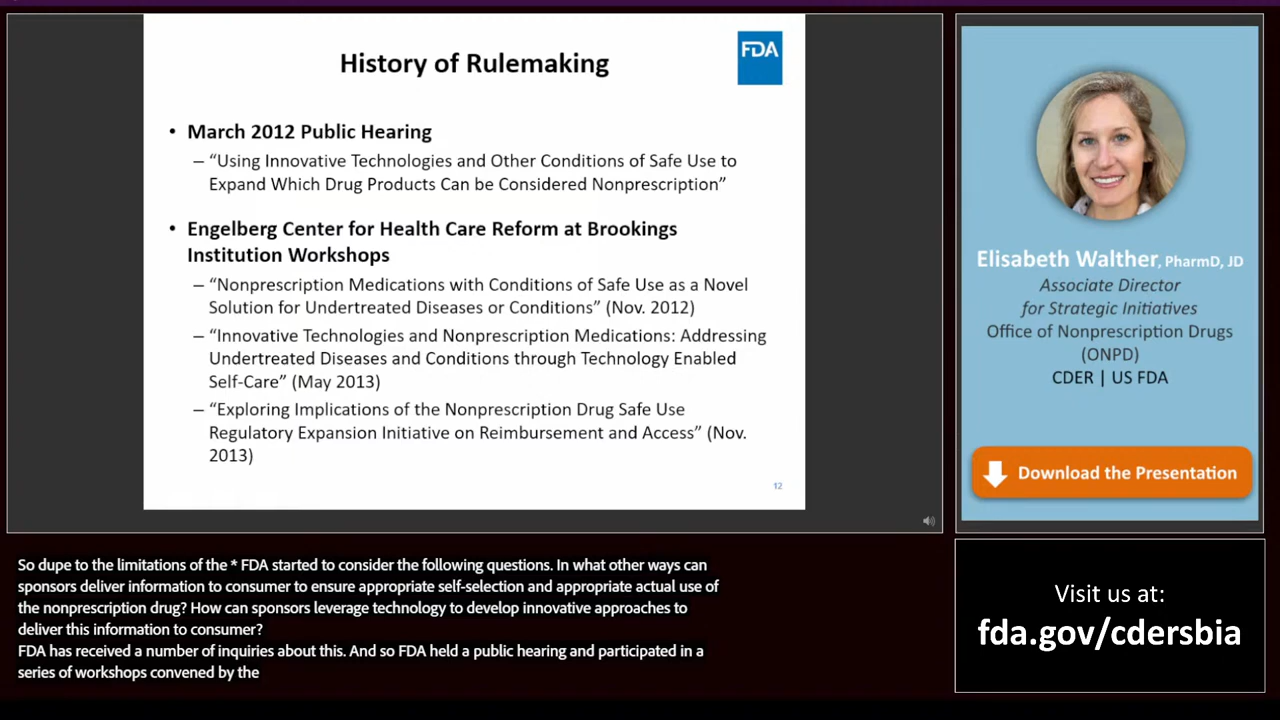 History of Rulemaking
FDA
• March 2012 Public Hearing
– “Using Innovative Technologies and Other Conditions of Safe Use to
Expand Which Drug Products Can be Considered Nonprescription”
• Engelberg Center for Health Care Reform at Brookings
Institution Workshops
– “Nonprescription Medications with Conditions of Safe Use as a Novel
Solution for Undertreated Diseases or Conditions” (Nov. 2012)
– “Innovative Technologies and Nonprescription Medications: Addressing
Undertreated Diseases and Conditions through Technology Enabled
Self-Care” (May 2013)
– “Exploring Implications of the Nonprescription Drug Safe Use
Regulatory Expansion Initiative on Reimbursement and Access” (Nov.
2013)
12
Elisabeth Walther, PharmD, JD
Associate Director
for Strategic Initiatives
Office of Nonprescription Drugs
(ONPD)
CDER | US FDA
Download the Presentation
So dupe to the limitations of the * FDA started to consider the following questions. In what other ways can
sponsors deliver information to consumer to ensure appropriate self-selection and appropriate actual use of
the nonprescription drug? How can sponsors leverage technology to develop innovative approaches to
deliver this information to consumer?
FDA has received a number of inquiries about this. And so FDA held a public hearing and participated in a
series of workshops convened by the
Visit us at:
fda.gov/cdersbia